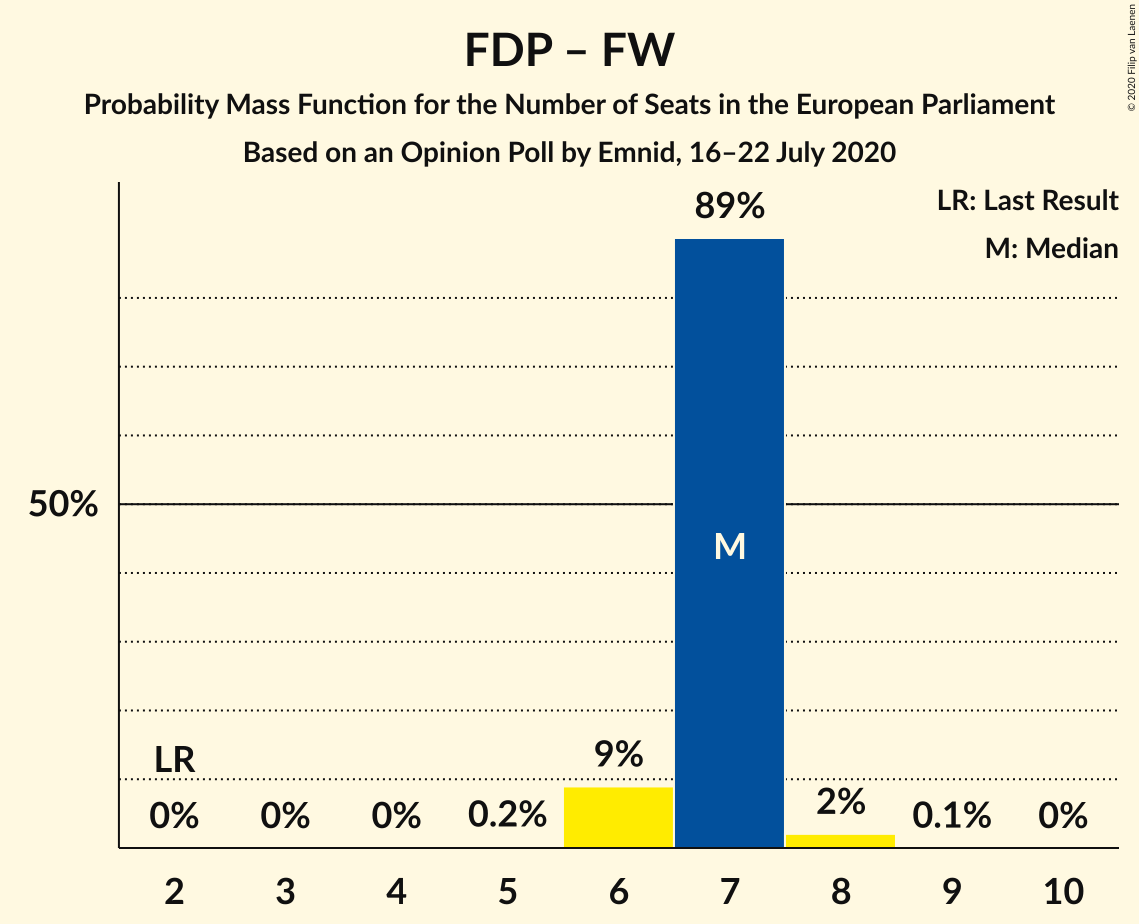 FDP – FW
Probability Mass Function for the Number of Seats in the European Parliament
Based on an Opinion Poll by Emnid, 16–22 July 2020
© 2020 Filip van Laenen
LR: Last Result
M: Median
89%
50%
M
LR
9%
0% 0% 0% 0.2% 2% 0.1% 0%
2 3 4 5 6 7 8 9 10